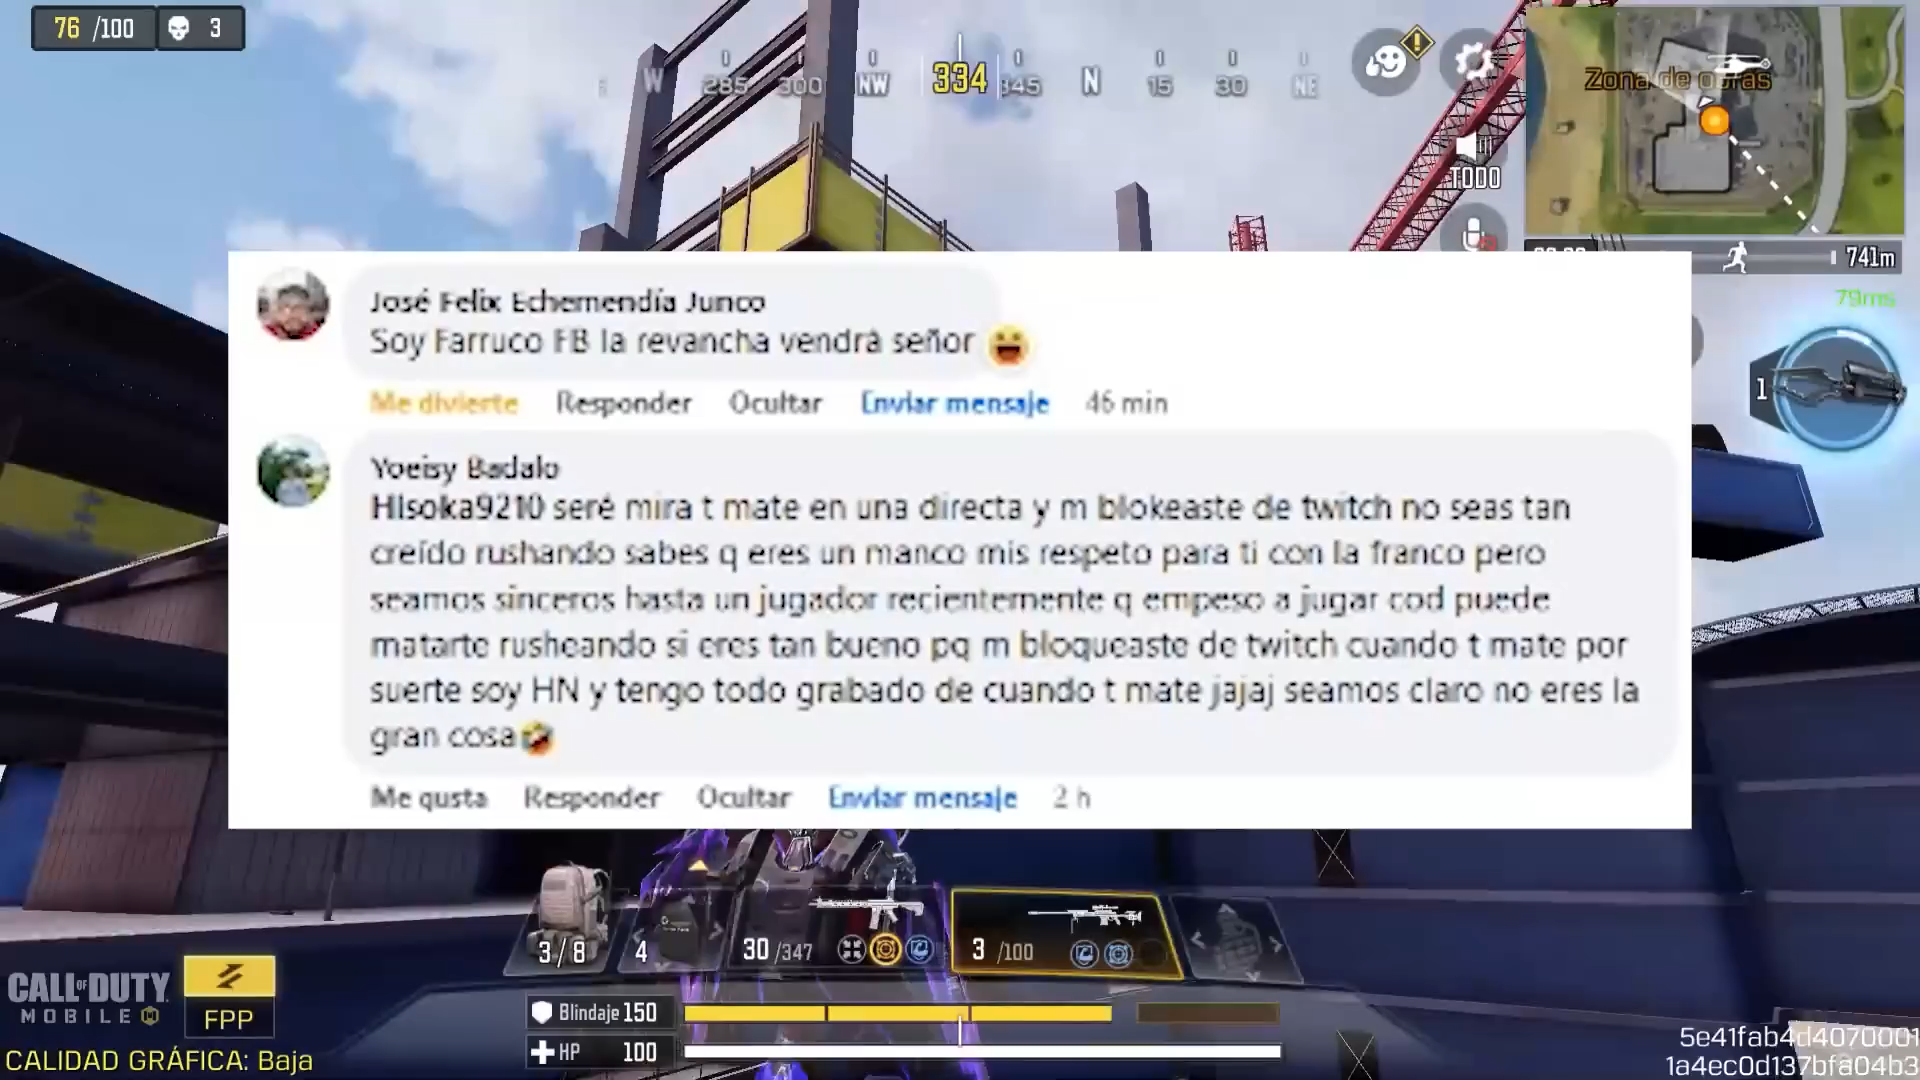 76 /100 3
W 285 300 NW 334 345 N 15 30 NE
Zona de obras
TODO
741m
79ms
1
José Felix Echemendía Junco
Soy Farruco FB la revancha vendrá señor 😀
Me divierte Responder Ocultar Enviar mensaje 46 min
Yoeisy Badalo
HIsoka9210 seré mira t mate en una directa y m blokeaste de twitch no seas tan
creído rushando sabes q eres un manco mis respeto para ti con la franco pero
seamos sinceros hasta un jugador recientemente q empeso a jugar cod puede
matarte rusheando si eres tan bueno pq m bloqueaste de twitch cuando t mate por
suerte soy HN y tengo todo grabado de cuando t mate jajaj seamos claro no eres la
gran cosa🤣
Me gusta Responder Ocultar Enviar mensaje 2 h
3/8 4 30 /347 3 /100
CALL OF DUTY
MOBILE
FPP
Blindaje 150
HP 100
CALIDAD GRÁFICA: Baja
5e41fab4d4070001
1a4ec0d137bfa04b3